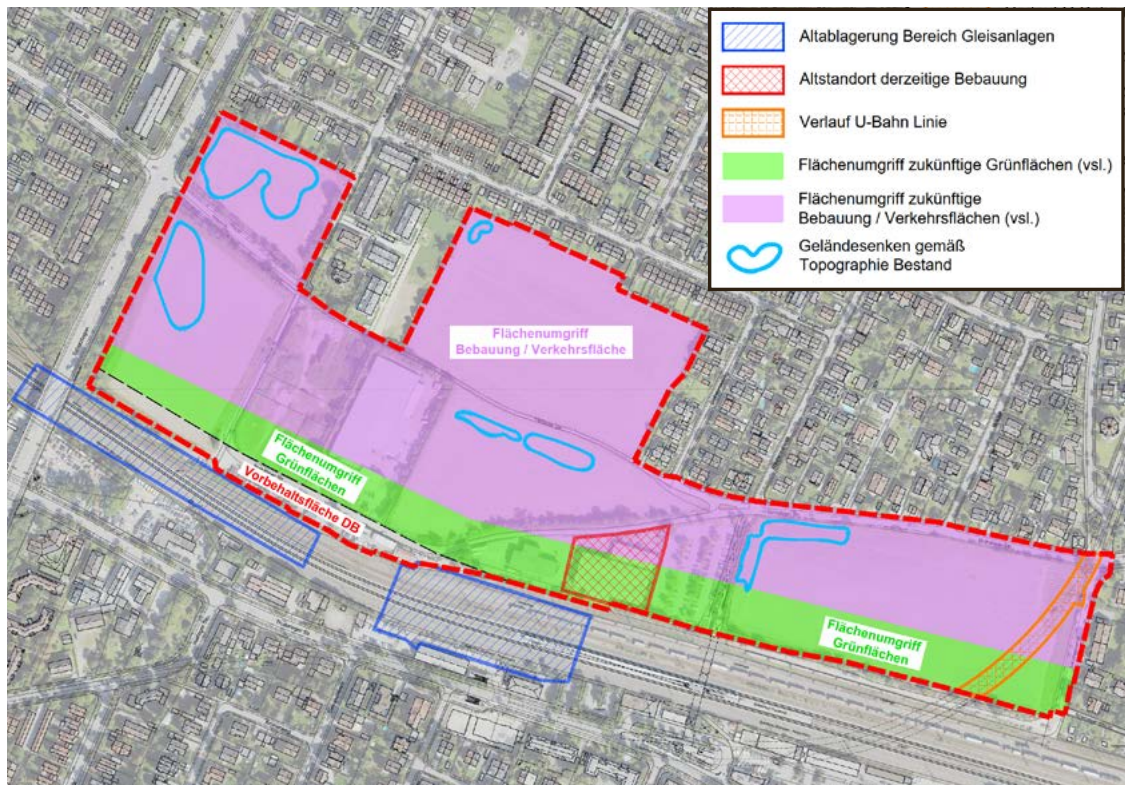 Altablagerung Bereich Gleisanlagen
Altstandort derzeitige Bebauung
Verlauf U-Bahn Linie
Flächenumgriff zukünftige Grünflächen (vsl.)
Flächenumgriff zukünftige
Bebauung / Verkehrsflächen (vsl.)
Geländesenken gemäß
Topographie Bestand
Flächenumgriff
Bebauung / Verkehrsfläche
Flächenumgriff
Grünflächen
Vorbehaltsfläche DB
Flächenumgriff
Grünflächen